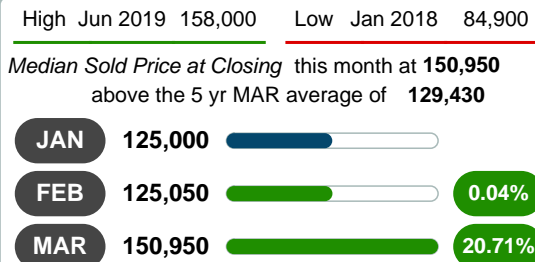 High Jun 2019 158,000 Low Jan 2018 84,900
Median Sold Price at Closing this month at 150,950
above the 5 yr MAR average of 129,430
JAN 125,000
FEB 125,050 0.04%
MAR 150,950 20.71%